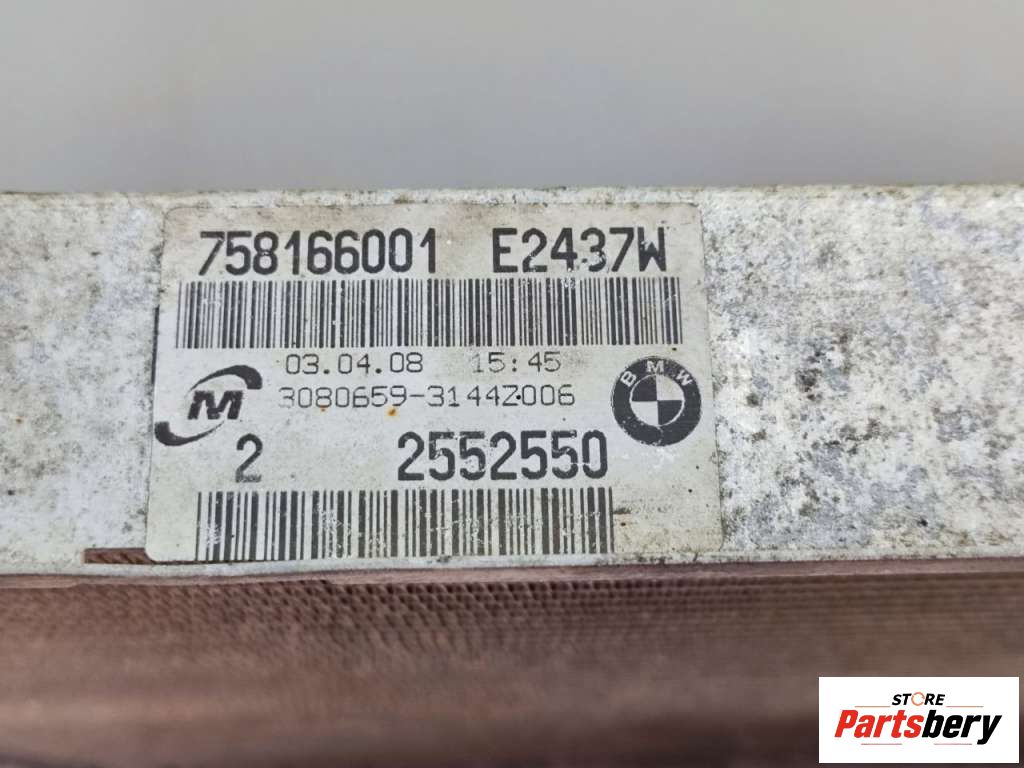 758166001 E2437W
03.04.08 15:45
M 3080659-3144Z006 BMW
2 2552550
STORE
Partsbery